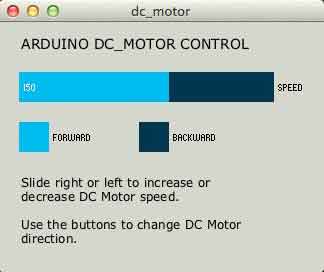 dc_motor
ARDUINO DC_MOTOR CONTROL
150 SPEED
FORWARD BACKWARD
Slide right or left to increase or
decrease DC Motor speed.
Use the buttons to change DC Motor
direction.